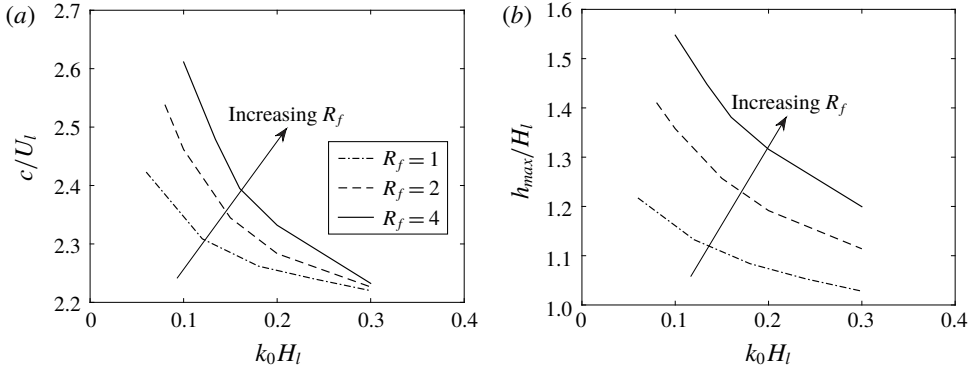 (a)
2.6
2.5
2.4
2.3
2.2
c/U_l
0
0.1
0.2
0.3
0.4
k_0H_l
Increasing R_f
R_f = 1
R_f = 2
R_f = 4
(b)
1.6
1.5
1.4
1.3
1.2
1.1
1.0
h_max/H_l
0
0.1
0.2
0.3
0.4
k_0H_l
Increasing R_f